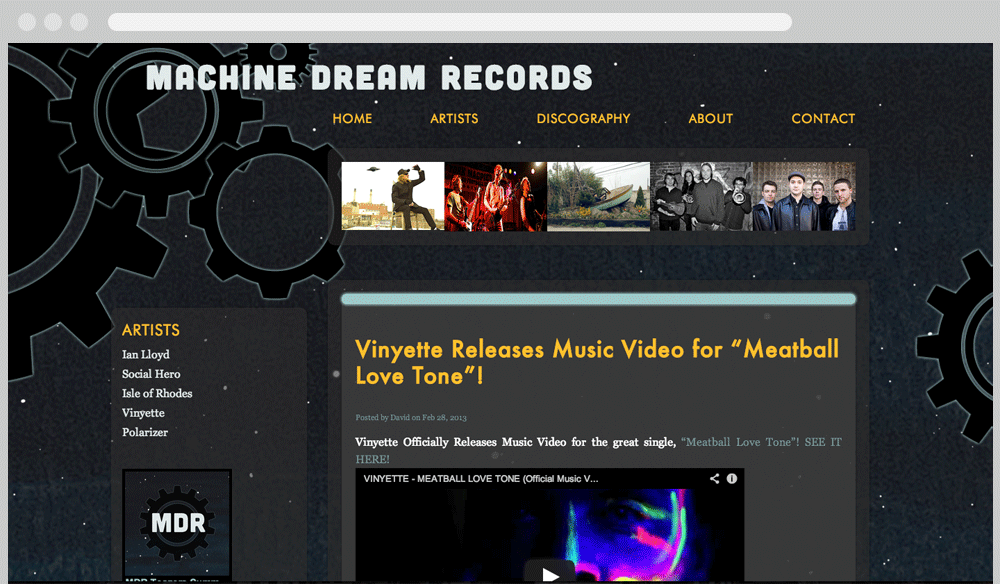 MACHINE DREAM RECORDS
HOME ARTISTS DISCOGRAPHY ABOUT CONTACT
ARTISTS
Ian Lloyd
Social Hero
Isle of Rhodes
Vinyette
Polarizer
MDR
Vinyette Releases Music Video for “Meatball
Love Tone”!
Posted by David on Feb 28, 2013
Vinyette Officially Releases Music Video for the great single, “Meatball Love Tone”! SEE IT
HERE!
VINYETTE - MEATBALL LOVE TONE (Official Music V...